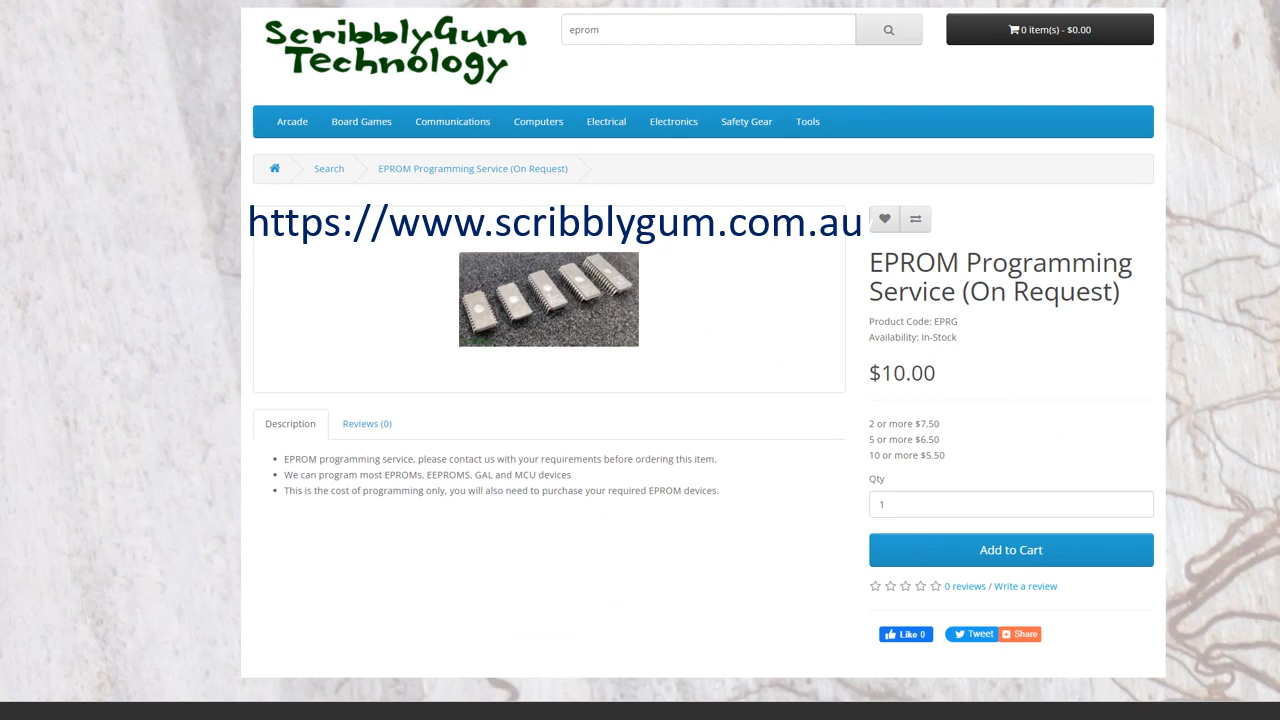 ScribblyGum
Technology
eprom
0 item(s) - $0.00
Arcade Board Games Communications Computers Electrical Electronics Safety Gear Tools
Search EPROM Programming Service (On Request)
https://www.scribblygum.com.au
EPROM Programming
Service (On Request)
Product Code: EPRG
Availability: In-Stock
$10.00
2 or more $7.50
5 or more $6.50
10 or more $5.50
Qty
1
Add to Cart
0 reviews / Write a review
Like 0 Tweet Share
Description Reviews (0)
EPROM programming service, please contact us with your requirements before ordering this item.
We can program most EPROMs, EEPROMS, GAL and MCU devices
This is the cost of programming only, you will also need to purchase your required EPROM devices.